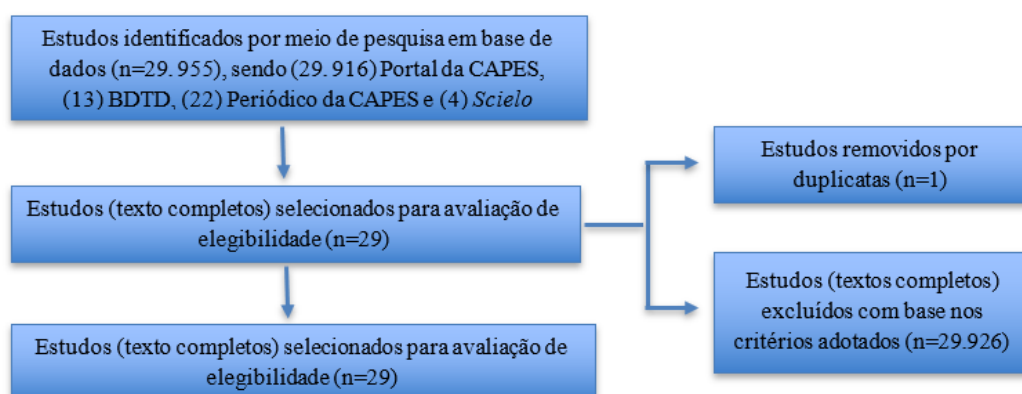 Estudos identificados por meio de pesquisa em base de
dados (n=29. 955), sendo (29.916) Portal da CAPES,
(13) BDTD, (22) Periódico da CAPES e (4) Scielo
Estudos removidos por
duplicatas (n=1)
Estudos (texto completos) selecionados para avaliação de
elegibilidade (n=29)
Estudos (textos completos)
excluídos com base nos
critérios adotados (n=29.926)
Estudos (texto completos) selecionados para avaliação de
elegibilidade (n=29)